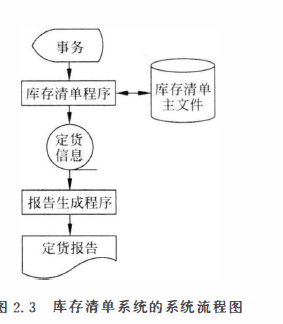 事务
库存清单程序
库存清单
主文件
定货
信息
报告生成程序
定货报告
图 2.3 库存清单系统的系统流程图